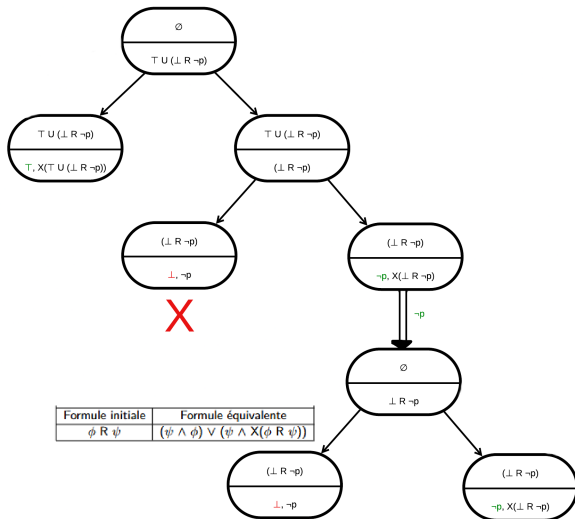 ∅
⊤ U (⊥ R ¬p)
⊤ U (⊥ R ¬p)
⊤, X(⊤ U (⊥ R ¬p))
⊤ U (⊥ R ¬p)
(⊥ R ¬p)
(⊥ R ¬p)
⊥, ¬p
X
(⊥ R ¬p)
¬p, X(⊥ R ¬p)
¬p
∅
⊥ R ¬p
Formule initiale Formule équivalente
ϕ R ψ (ψ ∧ ϕ) ∨ (ψ ∧ X(ϕ R ψ))
(⊥ R ¬p)
⊥, ¬p
(⊥ R ¬p)
¬p, X(⊥ R ¬p)